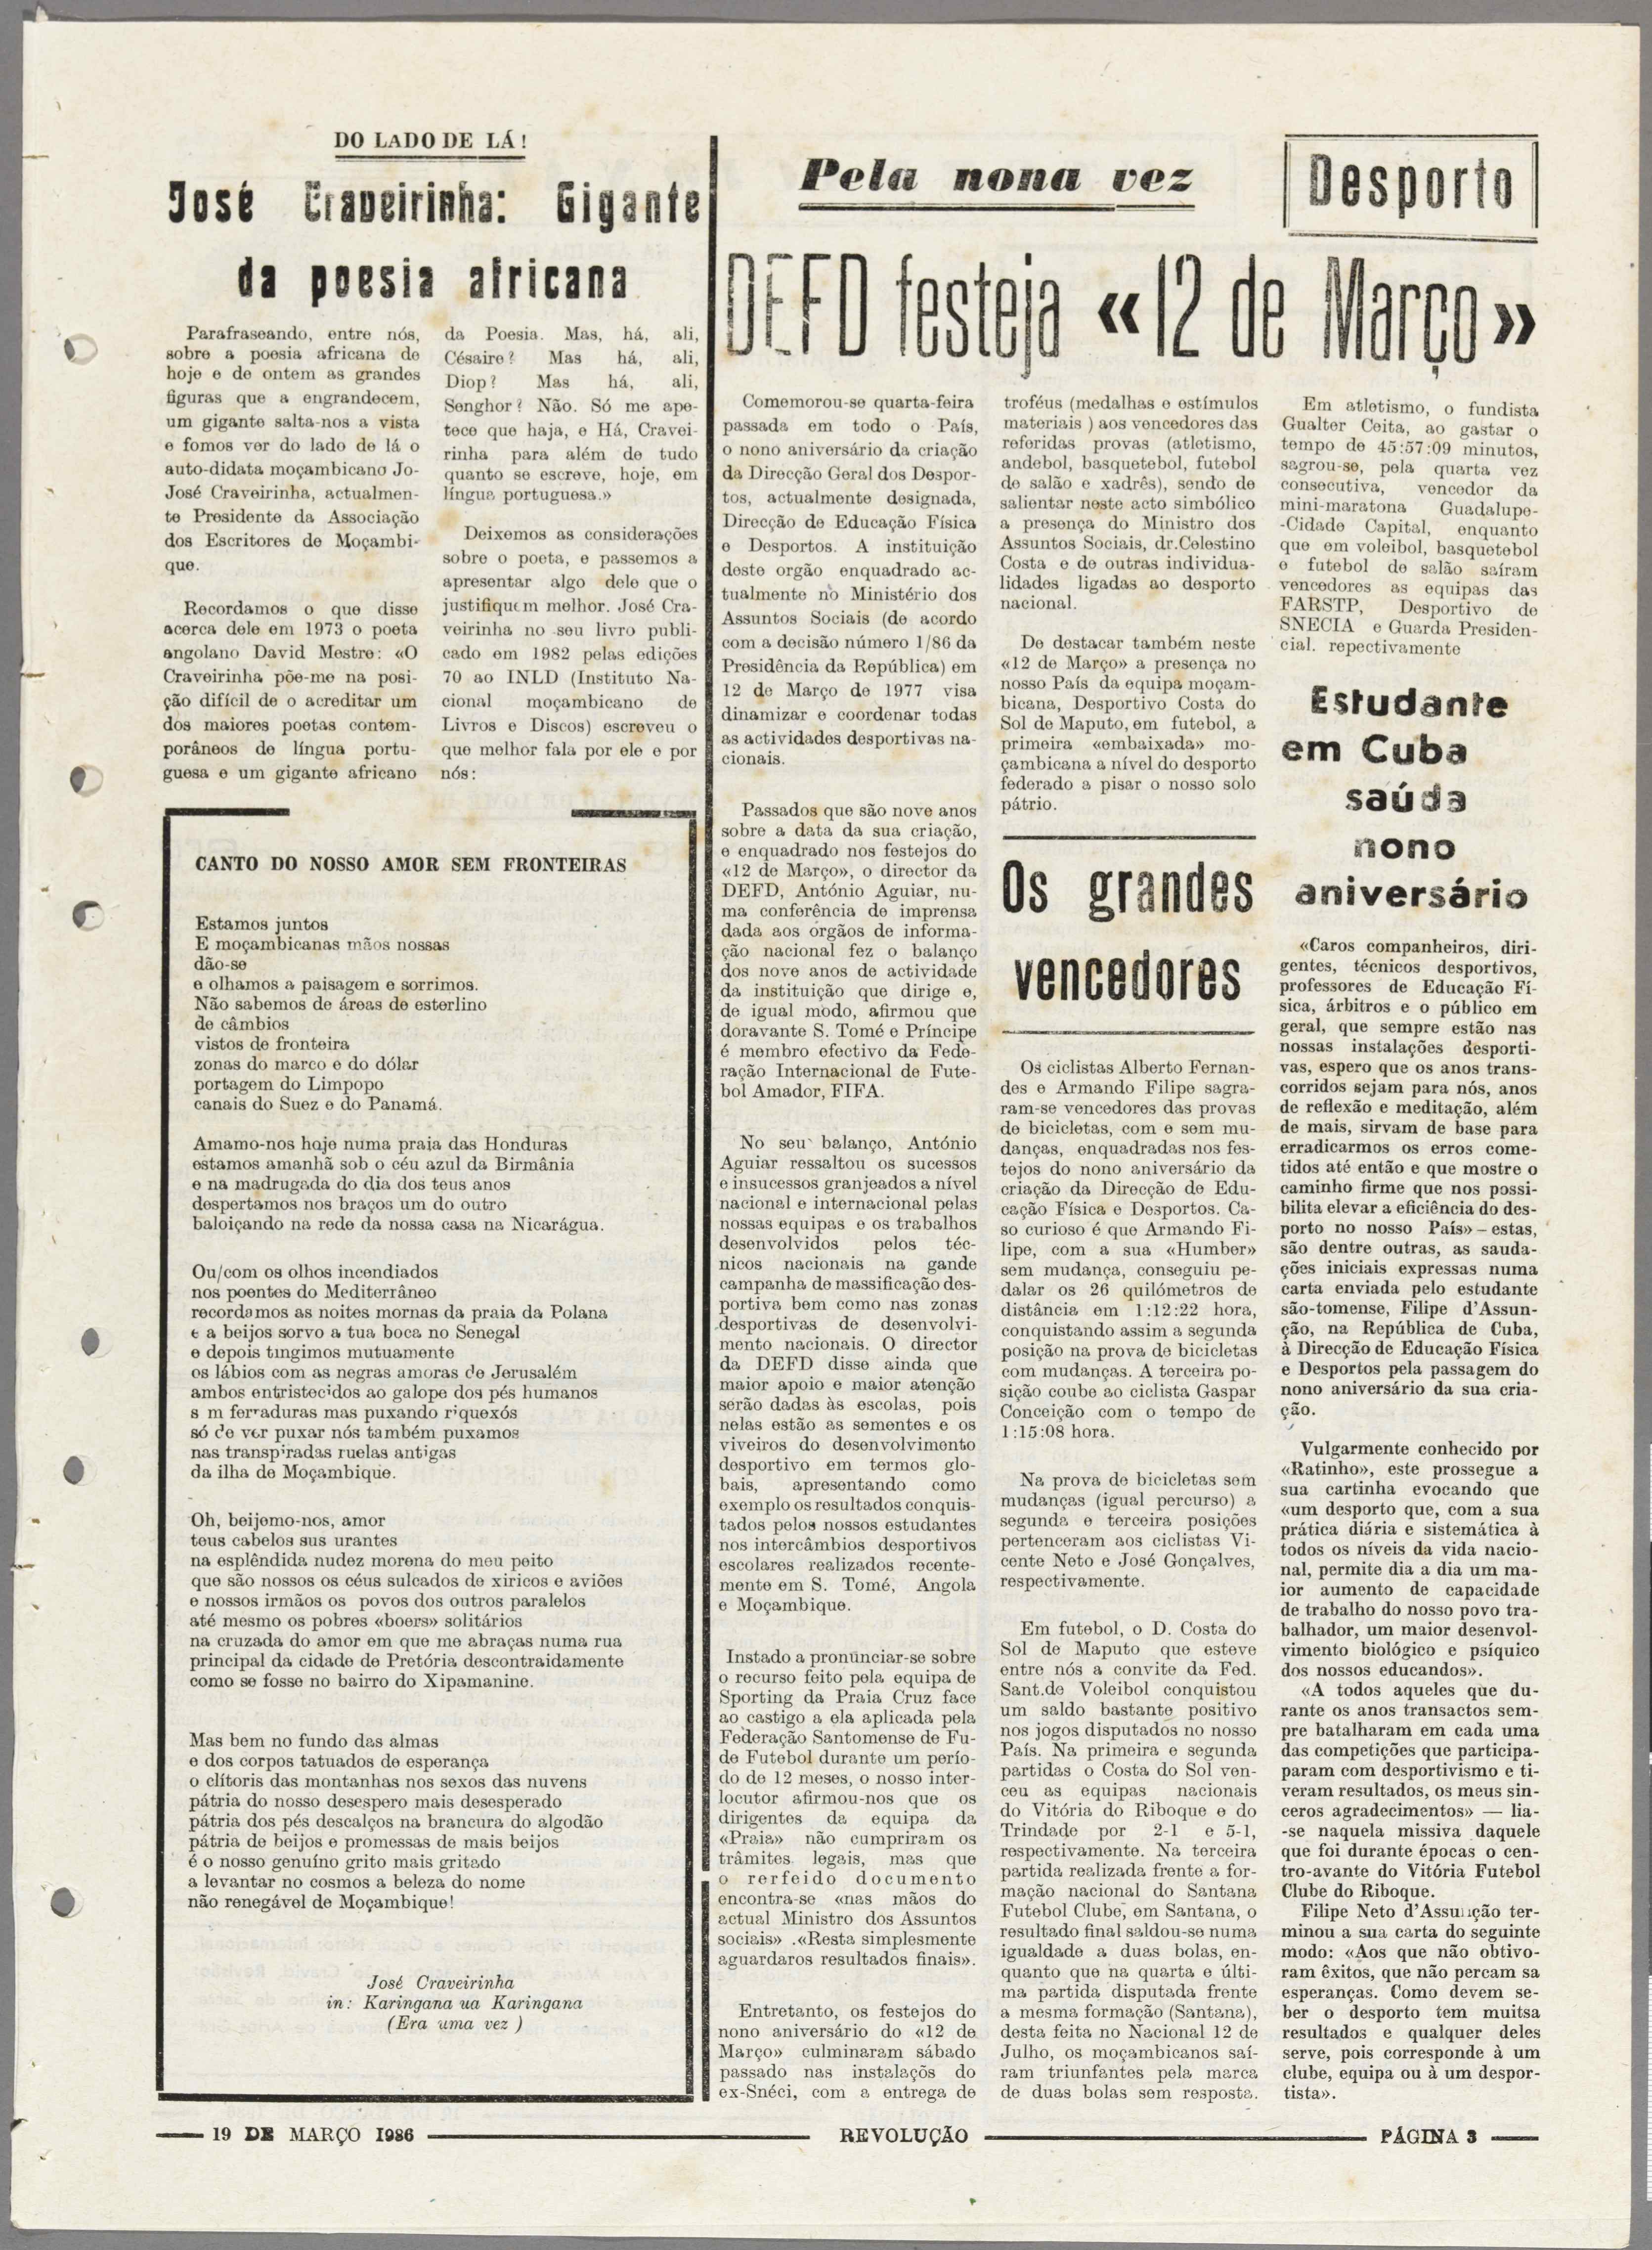 DO LADO DE LÁ!
José Craveirinha: Gigante
da poesia africana
Parafraseando, entre nós,
sobre a poesia africana de
hoje e de ontem as grandes
figuras que a engrandecem,
um gigante salta-nos a vista
e fomos ver do lado de lá o
auto-didata moçambicano Jo-
José Craveirinha, actualmen-
te Presidente da Associação
dos Escritores de Moçambi-
que.
Recordamos o que disse
acerca dele em 1973 o poeta
angolano David Mestre: «O
Craveirinha põe-me na posi-
ção difícil de o acreditar um
dos maiores poetas contem-
porâneos de língua portu-
guesa e um gigante africano
da Poesia. Mas, há, ali,
Césaire? Mas há, ali,
Diop? Mas há, ali,
Senghor? Não. Só me ape-
tece que haja, e Há, Cravei-
rinha para além de tudo
quanto se escreve, hoje, em
língua portuguesa.»
Deixemos as considerações
sobre o poeta, e passemos a
apresentar algo dele que o
justifiquem melhor. José Cra-
veirinha no seu livro publi-
cado em 1982 pelas edições
70 ao INLD (Instituto Na-
cional moçambicano de
Livros e Discos) escreveu o
que melhor fala por ele e por
nós:
CANTO DO NOSSO AMOR SEM FRONTEIRAS
Estamos juntos
E moçambicanas mãos nossas
dão-se
e olhamos a paisagem e sorrimos.
Não sabemos de áreas de esterlino
de câmbios
vistos de fronteira
zonas do marco e do dólar
portagem do Limpopo
canais do Suez e do Panamá.
Amamo-nos hoje numa praia das Honduras
estamos amanhã sob o céu azul da Birmânia
e na madrugada do dia dos teus anos
despertamos nos braços um do outro
baloiçando na rede da nossa casa na Nicarágua.
Ou/com os olhos incendiados
nos poentes do Mediterrâneo
recordamos as noites mornas da praia da Polana
e a beijos sorvo a tua boca no Senegal
e depois tingimos mutuamente
os lábios com as negras amoras de Jerusalém
ambos entristecidos ao galope dos pés humanos
s m ferraduras mas puxando riquexós
só de ver puxar nós também puxamos
nas transpiradas ruelas antigas
da ilha de Moçambique.
Oh, beijemo-nos, amor
teus cabelos sus urantes
na esplêndida nudez morena do meu peito
que são nossos os céus sulcados de xiricos e aviões
e nossos irmãos os povos dos outros paralelos
até mesmo os pobres «boers» solitários
na cruzada do amor em que me abraças numa rua
principal da cidade de Pretória descontraidamente
como se fosse no bairro do Xipamanine.
Mas bem no fundo das almas
e dos corpos tatuados de esperança
o clítoris das montanhas nos sexos das nuvens
pátria do nosso desespero mais desesperado
pátria dos pés descalços na brancura do algodão
pátria de beijos e promessas de mais beijos
é o nosso genuíno grito mais gritado
a levantar no cosmos a beleza do nome
não renegável de Moçambique!
José Craveirinha
in: Karingana ua Karingana
(Era uma vez )
Pela nona vez
Desporto
DEFD festeja «12 de Março»
Comemorou-se quarta-feira
passada em todo o País,
o nono aniversário da criação
da Direcção Geral dos Despor-
tos, actualmente designada,
Direcção de Educação Física
e Desportos. A instituição
deste orgão enquadrado ac-
tualmente no Ministério dos
Assuntos Sociais (de acordo
com a decisão número 1/86 da
Presidência da República) em
12 de Março de 1977 visa
dinamizar e coordenar todas
as actividades desportivas na-
cionais.
Passados que são nove anos
sobre a data da sua criação,
e enquadrado nos festejos do
«12 de Março», o director da
DEFD, António Aguiar, nu-
ma conferência de imprensa
dada aos órgãos de informa-
ção nacional fez o balanço
dos nove anos de actividade
da instituição que dirige e,
de igual modo, afirmou que
doravante S. Tomé e Príncipe
é membro efectivo da Fede-
ração Internacional de Fute-
bol Amador, FIFA.
No seu balanço, António
Aguiar ressaltou os sucessos
e insucessos granjeados a nível
nacional e internacional pelas
nossas equipas e os trabalhos
desenvolvidos pelos téc-
nicos nacionais na gande
campanha de massificação des-
portiva bem como nas zonas
desportivas de desenvolvi-
mento nacionais. O director
da DEFD disse ainda que
maior apoio e maior atenção
serão dadas às escolas, pois
nelas estão as sementes e os
viveiros do desenvolvimento
desportivo em termos glo-
bais, apresentando como
exemplo os resultados conquis-
tados pelos nossos estudantes
nos intercâmbios desportivos
escolares realizados recente-
mente em S. Tomé, Angola
e Moçambique.
Instado a pronunciar-se sobre
o recurso feito pela equipa de
Sporting da Praia Cruz face
ao castigo a ela aplicada pela
Federação Santomense de Fu-
de Futebol durante um perío-
do de 12 meses, o nosso inter-
locutor afirmou-nos que os
dirigentes da equipa da
«Praia» não cumpriram os
trâmites legais, mas que
o rerfeido documento
encontra-se «nas mãos do
actual Ministro dos Assuntos
sociais» .«Resta simplesmente
aguardaros resultados finais».
Entretanto, os festejos do
nono aniversário do «12 de
Março» culminaram sábado
passado nas instalaçõs do
ex-Snéci, com a entrega de
troféus (medalhas e estímulos
materiais ) aos vencedores das
referidas provas (atletismo,
andebol, basquetebol, futebol
de salão e xadrês), sendo de
salientar neste acto simbólico
a presença do Ministro dos
Assuntos Sociais, dr.Celestino
Costa e de outras individua-
lidades ligadas ao desporto
nacional.
De destacar também neste
«12 de Março» a presença no
nosso País da equipa moçam-
bicana, Desportivo Costa do
Sol de Maputo, em futebol, a
primeira «embaixada» mo-
çambicana a nível do desporto
federado a pisar o nosso solo
pátrio.
Os grandes
vencedores
Os ciclistas Alberto Fernan-
des e Armando Filipe sagra-
ram-se vencedores das provas
de bicicletas, com e sem mu-
danças, enquadradas nos fes-
tejos do nono aniversário da
criação da Direcção de Edu-
cação Física e Desportos. Ca-
so curioso é que Armando Fi-
lipe, com a sua «Humber»
sem mudança, conseguiu pe-
dalar os 26 quilómetros de
distância em 1:12:22 hora,
conquistando assim a segunda
posição na prova de bicicletas
com mudanças. A terceira po-
sição coube ao ciclista Gaspar
Conceição com o tempo de
1:15:08 hora.
Na prova de bicicletas sem
mudanças (igual percurso) a
segunda e terceira posições
pertenceram aos ciclistas Vi-
cente Neto e José Gonçalves,
respectivamente.
Em futebol, o D. Costa do
Sol de Maputo que esteve
entre nós a convite da Fed.
Sant.de Voleibol conquistou
um saldo bastante positivo
nos jogos disputados no nosso
País. Na primeira e segunda
partidas o Costa do Sol ven-
ceu as equipas nacionais
do Vitória do Riboque e do
Trindade por 2-1 e 5-1,
respectivamente. Na terceira
partida realizada frente a for-
mação nacional do Santana
Futebol Clube, em Santana, o
resultado final saldou-se numa
igualdade a duas bolas, en-
quanto que na quarta e últi-
ma partida disputada frente
a mesma formação (Santana),
desta feita no Nacional 12 de
Julho, os moçambicanos saí-
ram triunfantes pela marca
de duas bolas sem resposta.
Em atletismo, o fundista
Gualter Ceita, ao gastar o
tempo de 45:57:09 minutos,
sagrou-se, pela quarta vez
consecutiva, vencedor da
mini-maratona Guadalupe-
-Cidade Capital, enquanto
que em voleibol, basquetebol
e futebol de salão saíram
vencedores as equipas das
FARSTP, Desportivo de
SNECIA e Guarda Presiden-
cial. repectivamente
Estudante
em Cuba
saúda
nono
aniversário
«Caros companheiros, diri-
gentes, técnicos desportivos,
professores de Educação Fí-
sica, árbitros e o público em
geral, que sempre estão nas
nossas instalações desporti-
vas, espero que os anos trans-
corridos sejam para nós, anos
de reflexão e meditação, além
de mais, sirvam de base para
erradicarmos os erros come-
tidos até então e que mostre o
caminho firme que nos possi-
bilita elevar a eficiência do des-
porto no nosso País» – estas,
são dentre outras, as sauda-
ções iniciais expressas numa
carta enviada pelo estudante
são-tomense, Filipe d'Assun-
ção, na República de Cuba,
à Direcção de Educação Física
e Desportos pela passagem do
nono aniversário da sua cria-
ção.
Vulgarmente conhecido por
«Ratinho», este prossegue a
sua cartinha evocando que
«um desporto que, com a sua
prática diária e sistemática à
todos os níveis da vida nacio-
nal, permite dia a dia um ma-
ior aumento de capacidade
de trabalho do nosso povo tra-
balhador, um maior desenvol-
vimento biológico e psíquico
dos nossos educandos».
«A todos aqueles que du-
rante os anos transactos sem-
pre batalharam em cada uma
das competições que participa-
param com desportivismo e ti-
veram resultados, os meus sin-
ceros agradecimentos» — lia-
-se naquela missiva daquele
que foi durante épocas o cen-
tro-avante do Vitória Futebol
Clube do Riboque.
Filipe Neto d'Assunção ter-
minou a sua carta do seguinte
modo: «Aos que não obtivo-
ram êxitos, que não percam sa
esperanças. Como devem se-
ber o desporto tem muitsa
resultados e qualquer deles
serve, pois corresponde à um
clube, equipa ou à um despor-
tista».
19 DE MARÇO 1986 REVOLUÇÃO PÁGINA 3